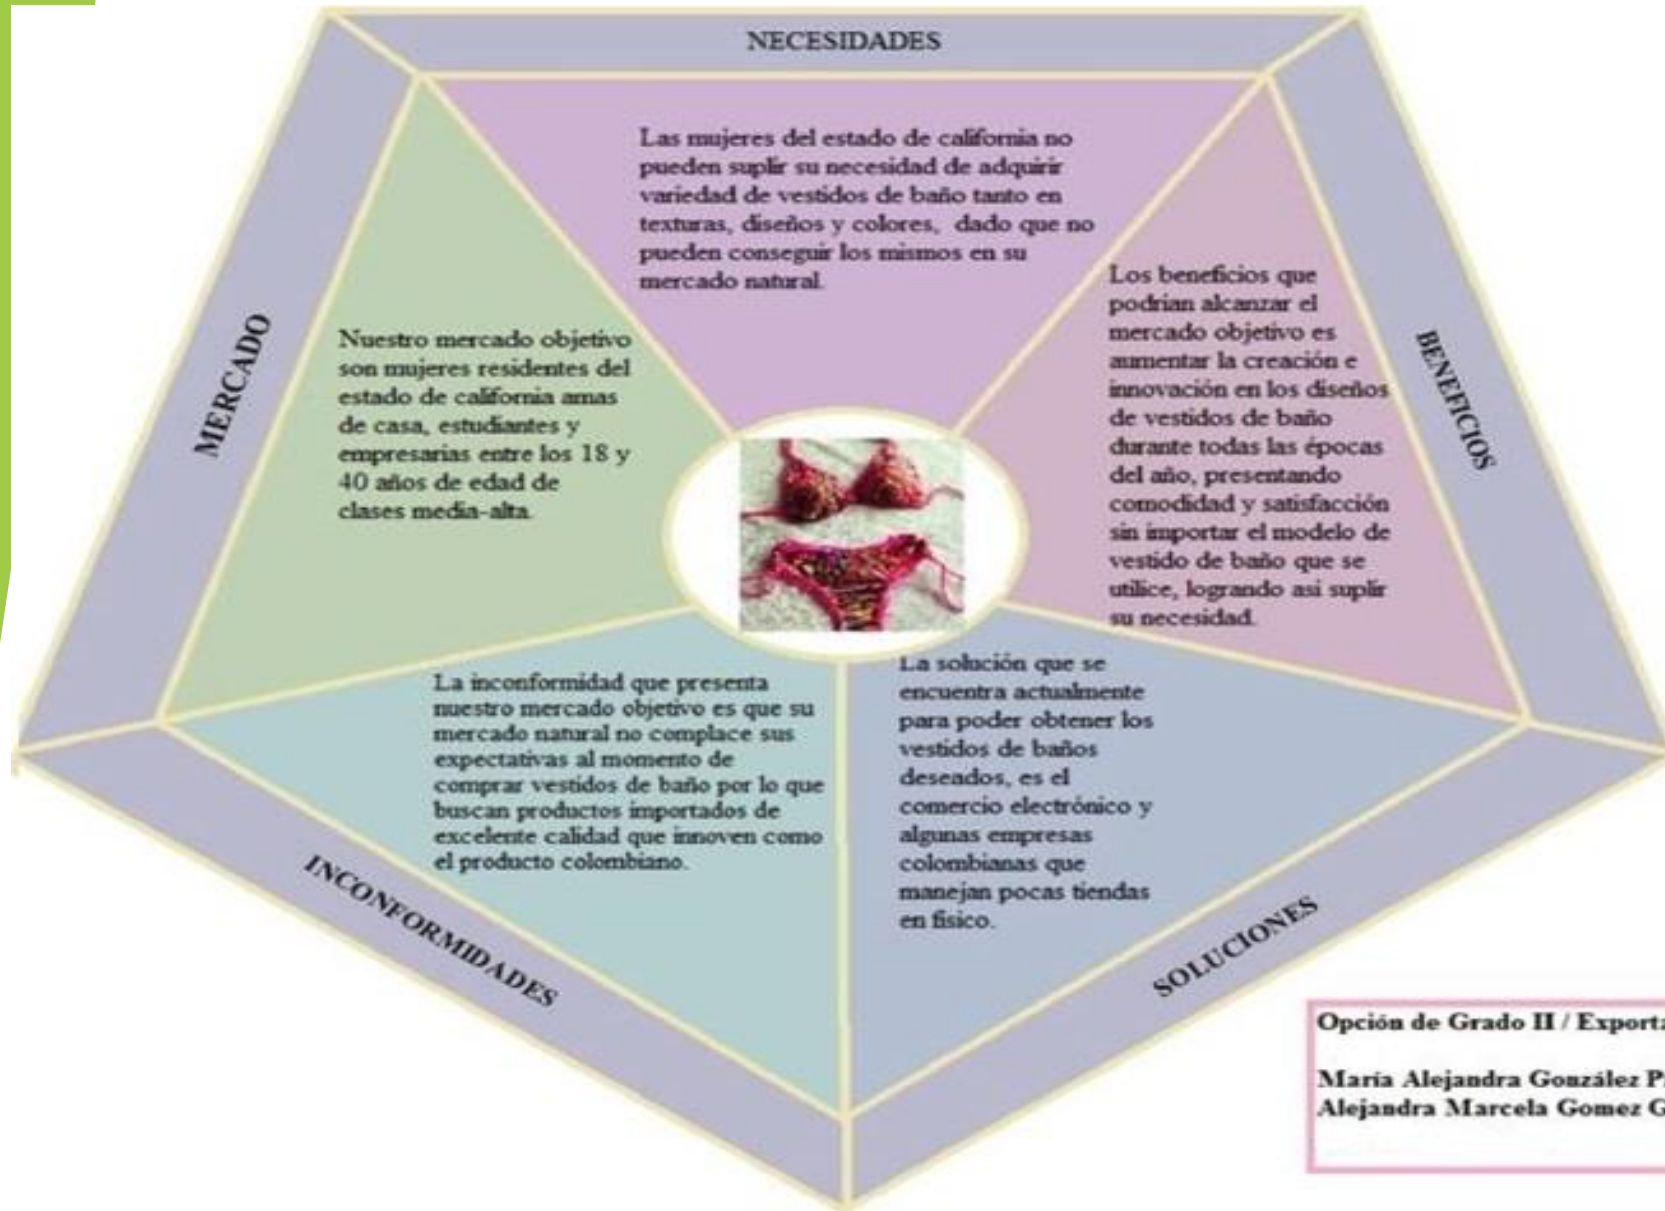 NECESIDADES
Las mujeres del estado de california no
pueden suplir su necesidad de adquirir
variedad de vestidos de baño tanto en
texturas, diseños y colores, dado que no
pueden conseguir los mismos en su
mercado natural.
MERCADO
Nuestro mercado objetivo
son mujeres residentes del
estado de california amas
de casa, estudiantes y
empresarias entre los 18 y
40 años de edad de
clases media-alta.
BENEFICIOS
Los beneficios que
podrian alcanzar el
mercado objetivo es
aumentar la creación e
innovación en los diseños
de vestidos de baño
durante todas las épocas
del año, presentando
comodidad y satisfacción
sin importar el modelo de
vestido de baño que se
utilice, logrando asi suplir
su necesidad.
INCONFORMIDADES
La inconformidad que presenta
nuestro mercado objetivo es que su
mercado natural no complace sus
expectativas al momento de
comprar vestidos de baño por lo que
buscan productos importados de
excelente calidad que innoven como
el producto colombiano.
SOLUCIONES
La solución que se
encuentra actualmente
para poder obtener los
vestidos de baños
deseados, es el
comercio electrónico y
algunas empresas
colombianas que
manejan pocas tiendas
en físico.
Opción de Grado II / Exporta
María Alejandra González P
Alejandra Marcela Gomez G